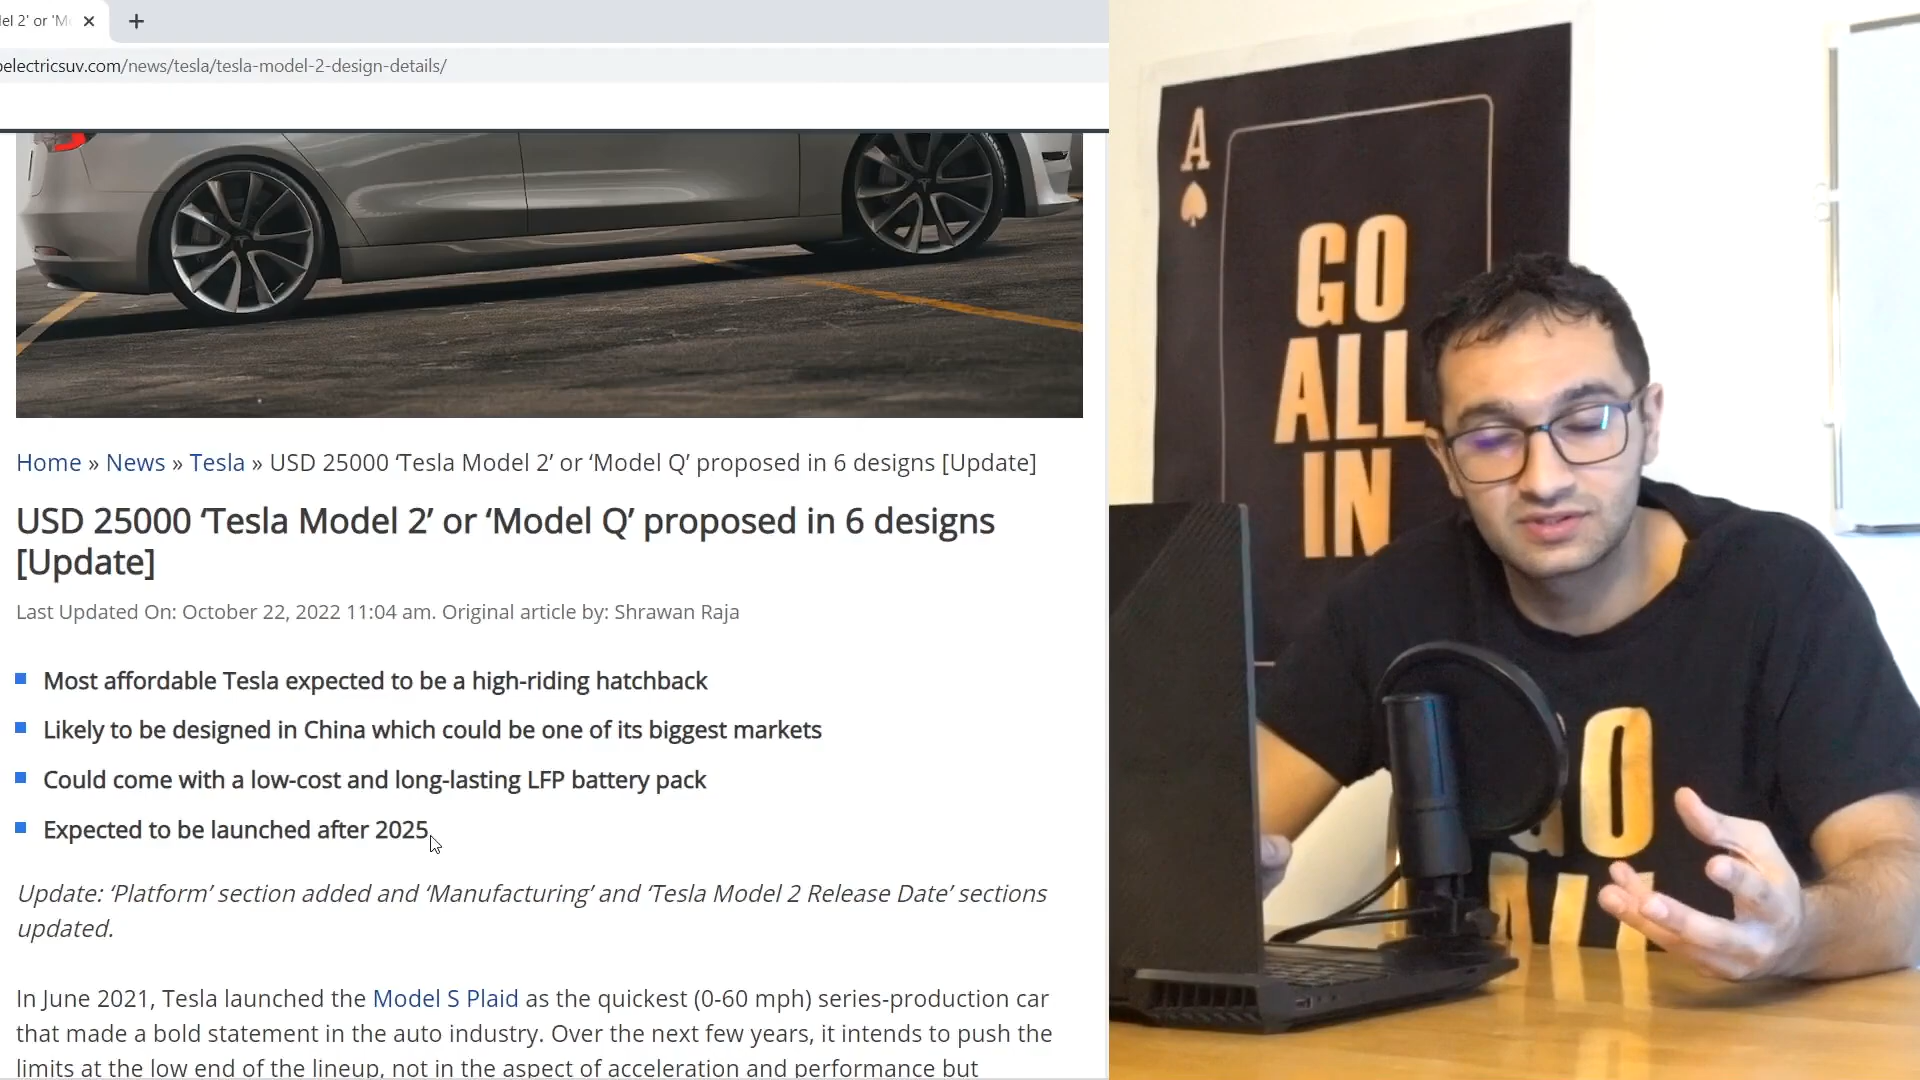 el 2' or 'M
electricsuv.com/news/tesla/tesla-model-2-design-details/
Home » News » Tesla » USD 25000 ‘Tesla Model 2’ or ‘Model Q’ proposed in 6 designs [Update]
USD 25000 ‘Tesla Model 2’ or ‘Model Q’ proposed in 6 designs
[Update]
Last Updated On: October 22, 2022 11:04 am. Original article by: Shrawan Raja
Most affordable Tesla expected to be a high-riding hatchback
Likely to be designed in China which could be one of its biggest markets
Could come with a low-cost and long-lasting LFP battery pack
Expected to be launched after 2025
Update: ‘Platform’ section added and ‘Manufacturing’ and ‘Tesla Model 2 Release Date’ sections
updated.
In June 2021, Tesla launched the Model S Plaid as the quickest (0-60 mph) series-production car
that made a bold statement in the auto industry. Over the next few years, it intends to push the
limits at the low end of the lineup, not in the aspect of acceleration and performance but
A
GO
ALL
IN
GO